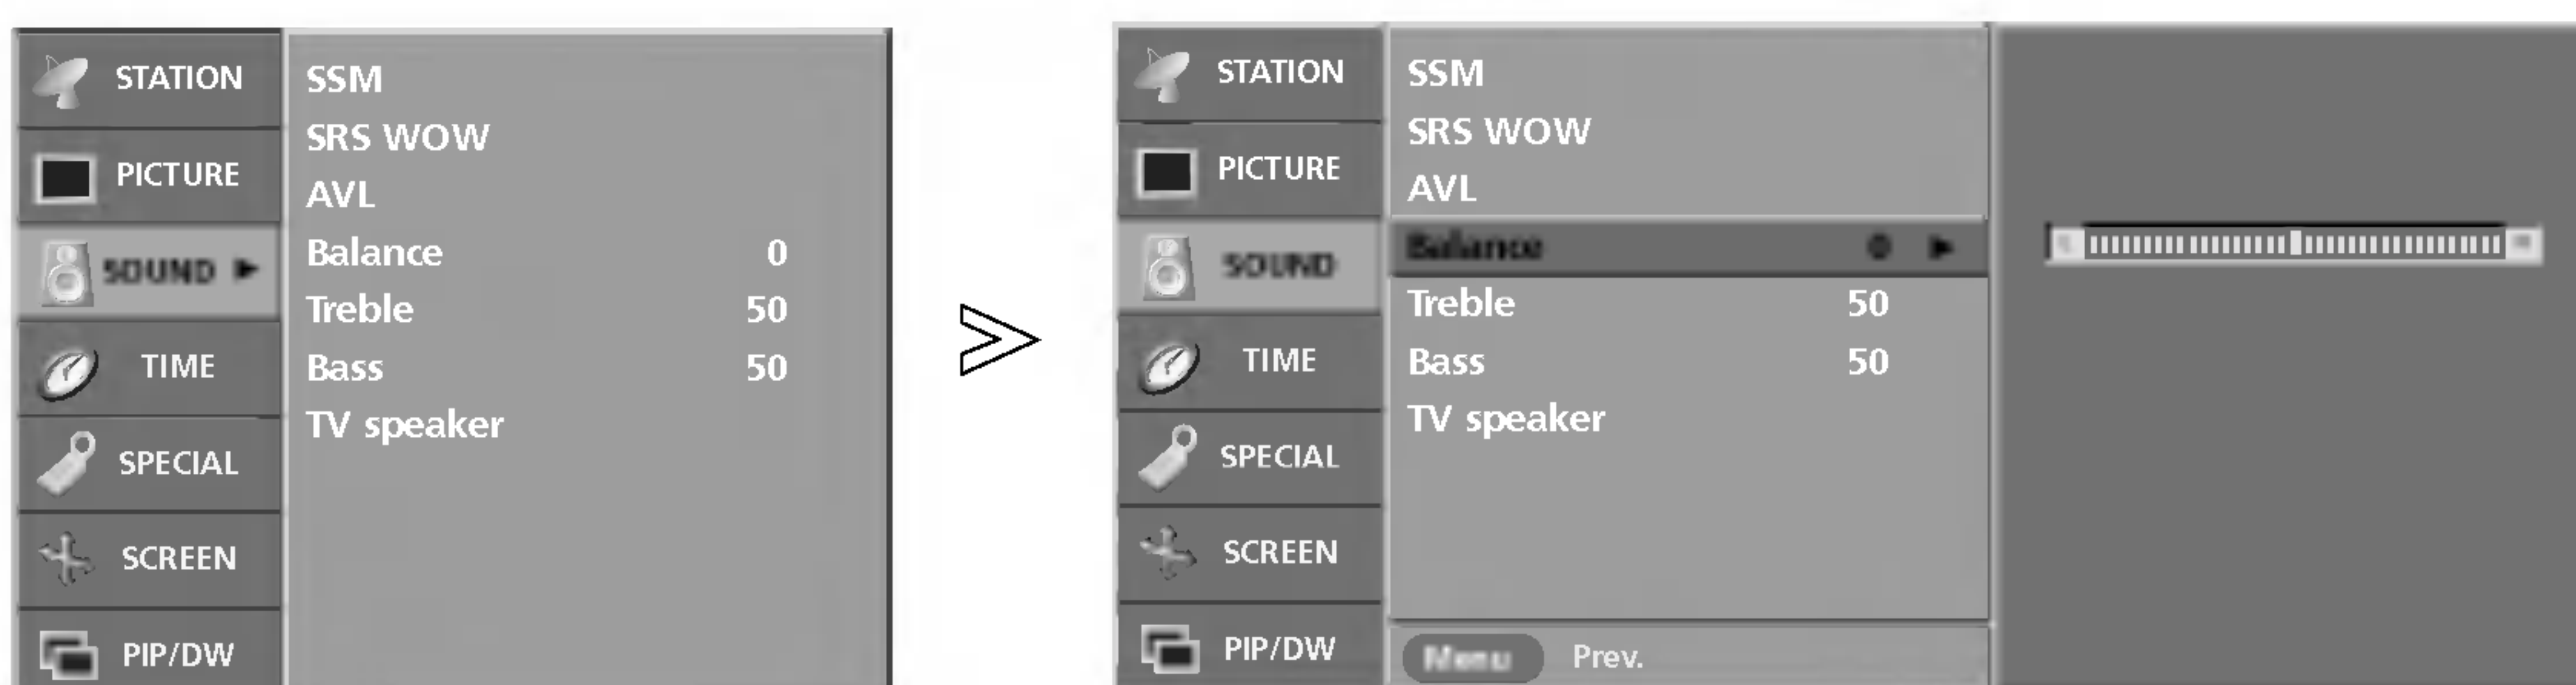 STATION
PICTURE
SOUND
TIME
SPECIAL
SCREEN
PIP/DW
SSM
SRS WOW
AVL
Balance 0
Treble 50
Bass 50
TV speaker
STATION
PICTURE
SOUND
TIME
SPECIAL
SCREEN
PIP/DW
SSM
SRS WOW
AVL
Balance 0
Treble 50
Bass 50
TV speaker
Menu Prev.